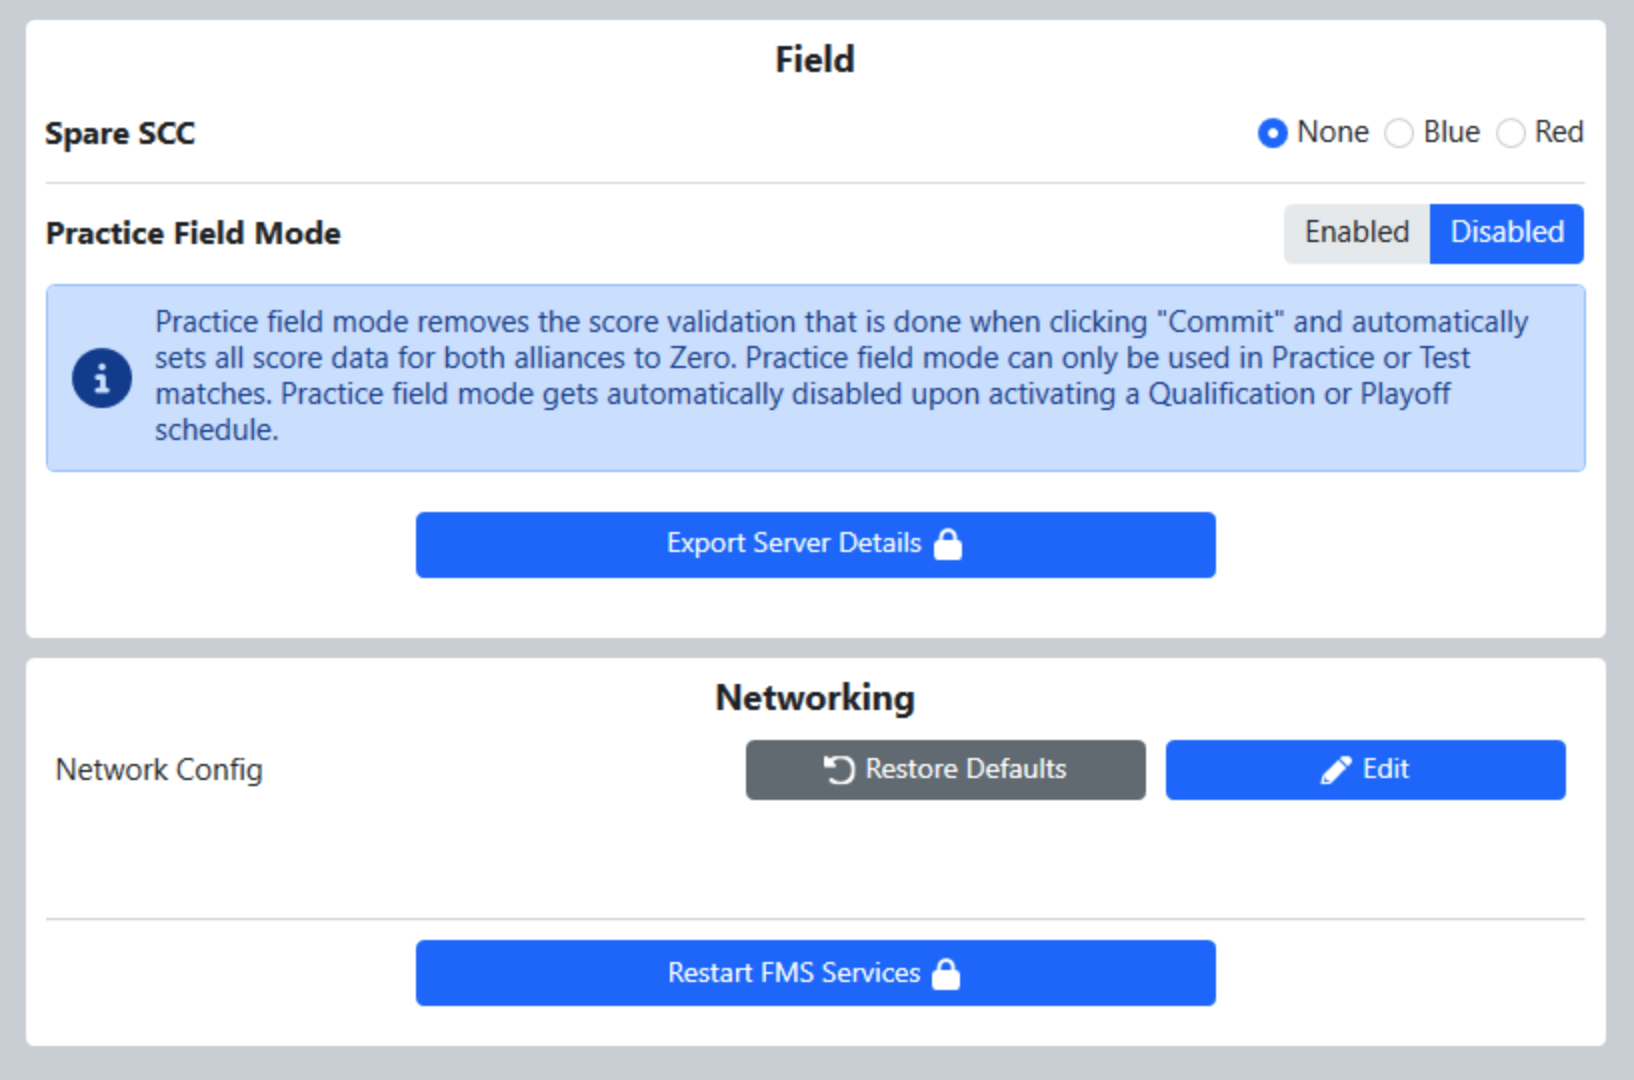 Field
Spare SCC
None Blue Red
Practice Field Mode
Enabled Disabled
Practice field mode removes the score validation that is done when clicking "Commit" and automatically
sets all score data for both alliances to Zero. Practice field mode can only be used in Practice or Test
matches. Practice field mode gets automatically disabled upon activating a Qualification or Playoff
schedule.
Export Server Details
Networking
Network Config
Restore Defaults
Edit
Restart FMS Services